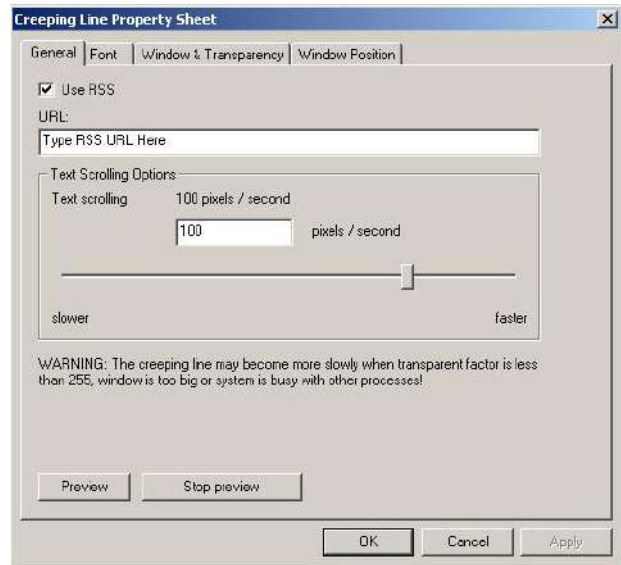 Creeping Line Property Sheet
General Font Window & Transparency Window Position
Use RSS
URL:
Type RSS URL Here
Text Scrolling Options
Text scrolling 100 pixels / second
100 pixels / second
slower faster
WARNING: The creeping line may become more slowly when transparent factor is less
than 255, window is too big or system is busy with other processes!
Preview Stop preview
OK Cancel Apply